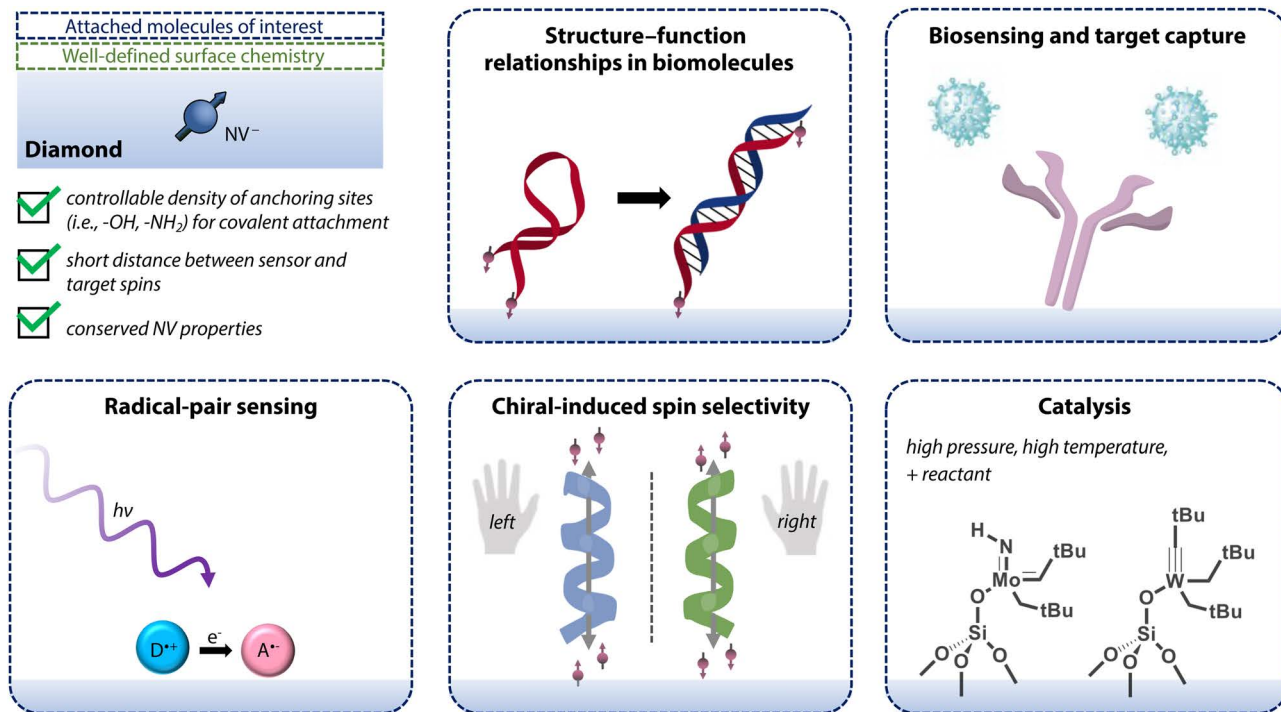 Attached molecules of interest
Well-defined surface chemistry
NV⁻
Diamond
controllable density of anchoring sites
(i.e., -OH, -NH₂) for covalent attachment
short distance between sensor and
target spins
conserved NV properties
Structure–function
relationships in biomolecules
Biosensing and target capture
Radical-pair sensing
hν
e⁻
D•+
A•-
Chiral-induced spin selectivity
left
right
Catalysis
high pressure, high temperature,
+ reactant
H
N
tBu
Mo
O
tBu
Si
O
O
O
tBu
tBu
W
O
tBu
Si
O
O
O